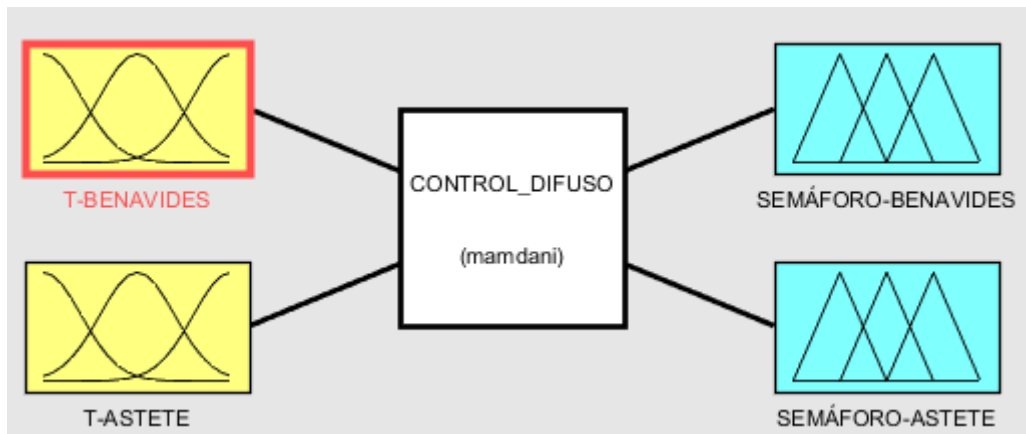 T-BENAVIDES
CONTROL_DIFUSO
(mamdani)
SEMÁFORO-BENAVIDES
T-ASTETE
SEMÁFORO-ASTETE